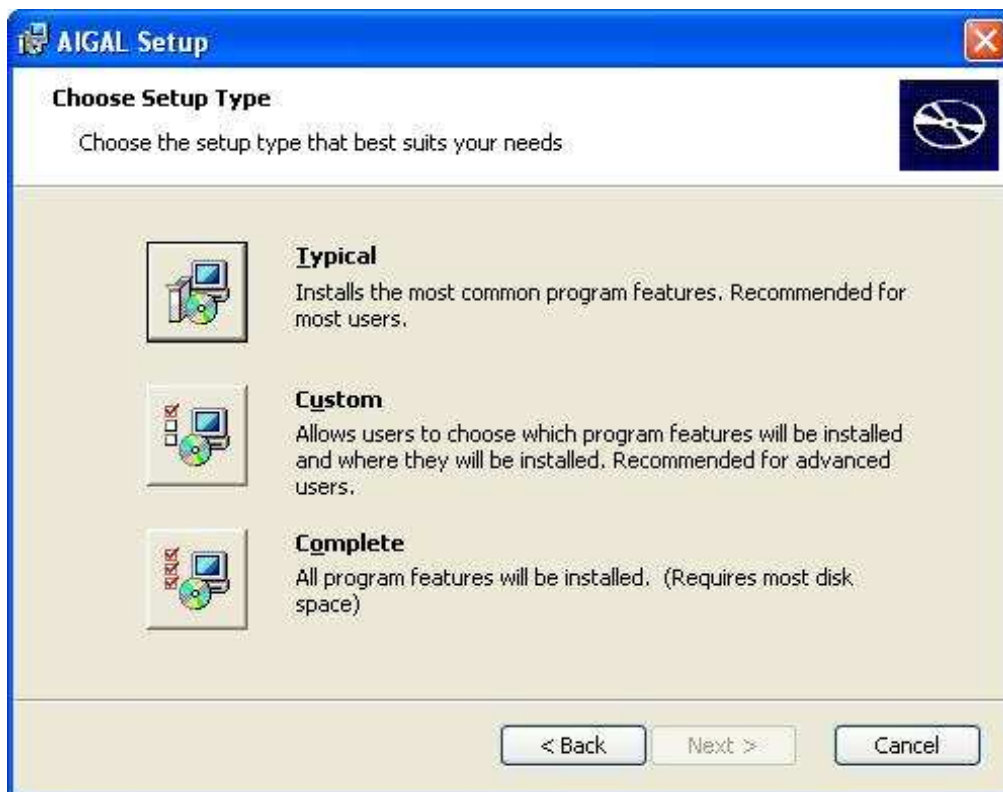 AIGAL Setup
Choose Setup Type
Choose the setup type that best suits your needs
Typical
Installs the most common program features. Recommended for
most users.
Custom
Allows users to choose which program features will be installed
and where they will be installed. Recommended for advanced
users.
Complete
All program features will be installed.  (Requires most disk
space)
< Back Next > Cancel